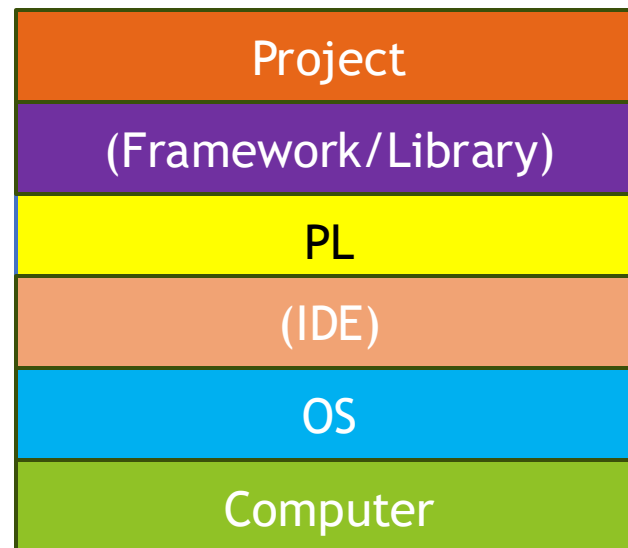 Project
(Framework/Library)
PL
(IDE)
OS
Computer